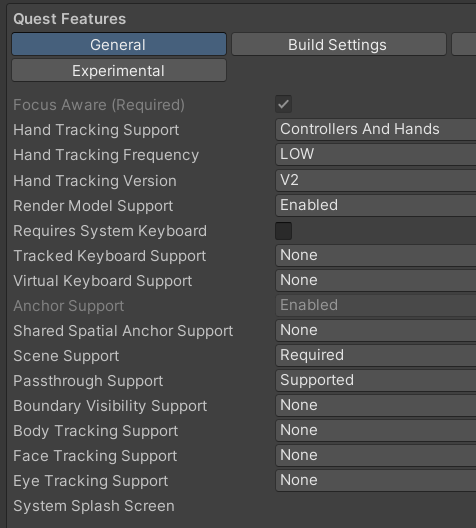 Quest Features
General
Build Settings
Experimental
Focus Aware (Required)
Hand Tracking Support Controllers And Hands
Hand Tracking Frequency LOW
Hand Tracking Version V2
Render Model Support Enabled
Requires System Keyboard
Tracked Keyboard Support None
Virtual Keyboard Support None
Anchor Support Enabled
Shared Spatial Anchor Support None
Scene Support Required
Passthrough Support Supported
Boundary Visibility Support None
Body Tracking Support None
Face Tracking Support None
Eye Tracking Support None
System Splash Screen